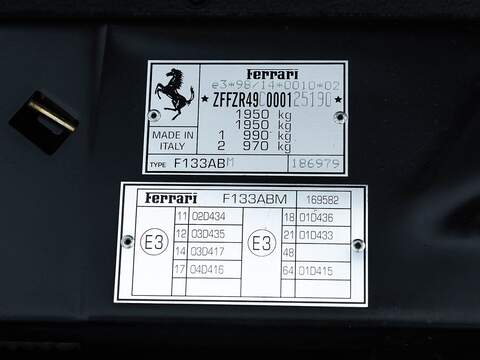 Ferrari
e3*98/14*0010*02
*ZFFZR49C000125190*
1950 kg
1950 kg
1 990 kg
2 970 kg
MADE IN
ITALY
TYPE F133ABM 186979
Ferrari F133ABM 169582
11 02D434 18 01D436
12 03D435 21 01D433
E3 E3
14 03D417 48
17 04D416 64 01D415